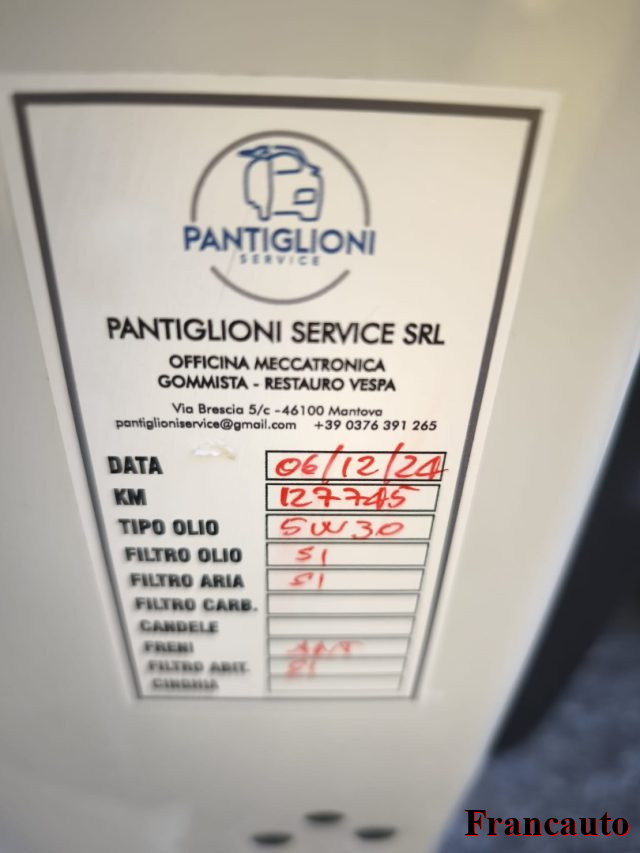 PANTIGLIONI
SERVICE
PANTIGLIONI SERVICE SRL
OFFICINA MECCATRONICA
GOMMISTA - RESTAURO VESPA
Via Brescia 5/c -46100 Mantova
pantiglioniservice@gmail.com +39 0376 391 265
DATA 06/12/24
KM 127745
TIPO OLIO 5W30
FILTRO OLIO SI
FILTRO ARIA SI
FILTRO CARB.
CANDELE
FRENI ANT
FILTRO ABIT. SI
CINGHIA
Francauto